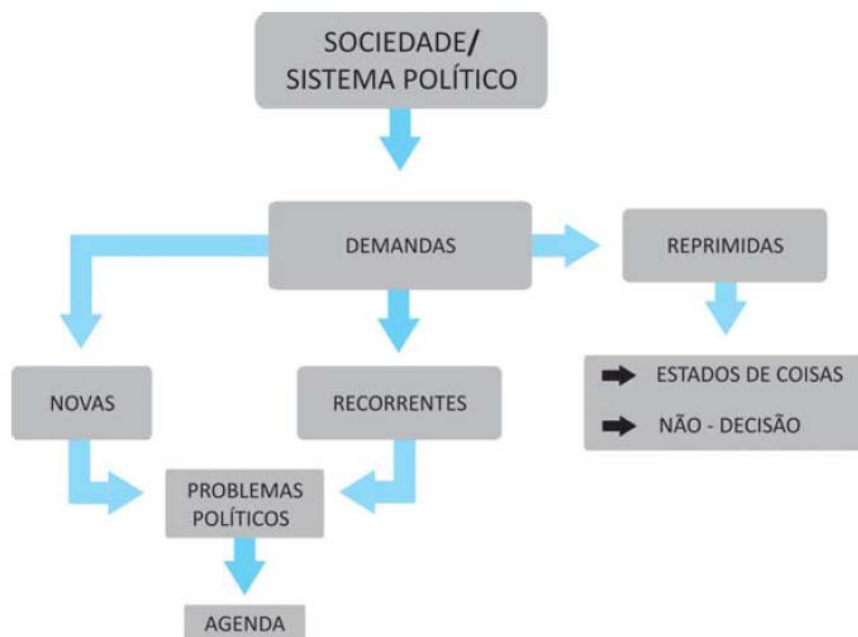 SOCIEDADE/
SISTEMA POLÍTICO
DEMANDAS
REPRIMIDAS
NOVAS
RECORRENTES
ESTADOS DE COISAS
NÃO - DECISÃO
PROBLEMAS
POLÍTICOS
AGENDA